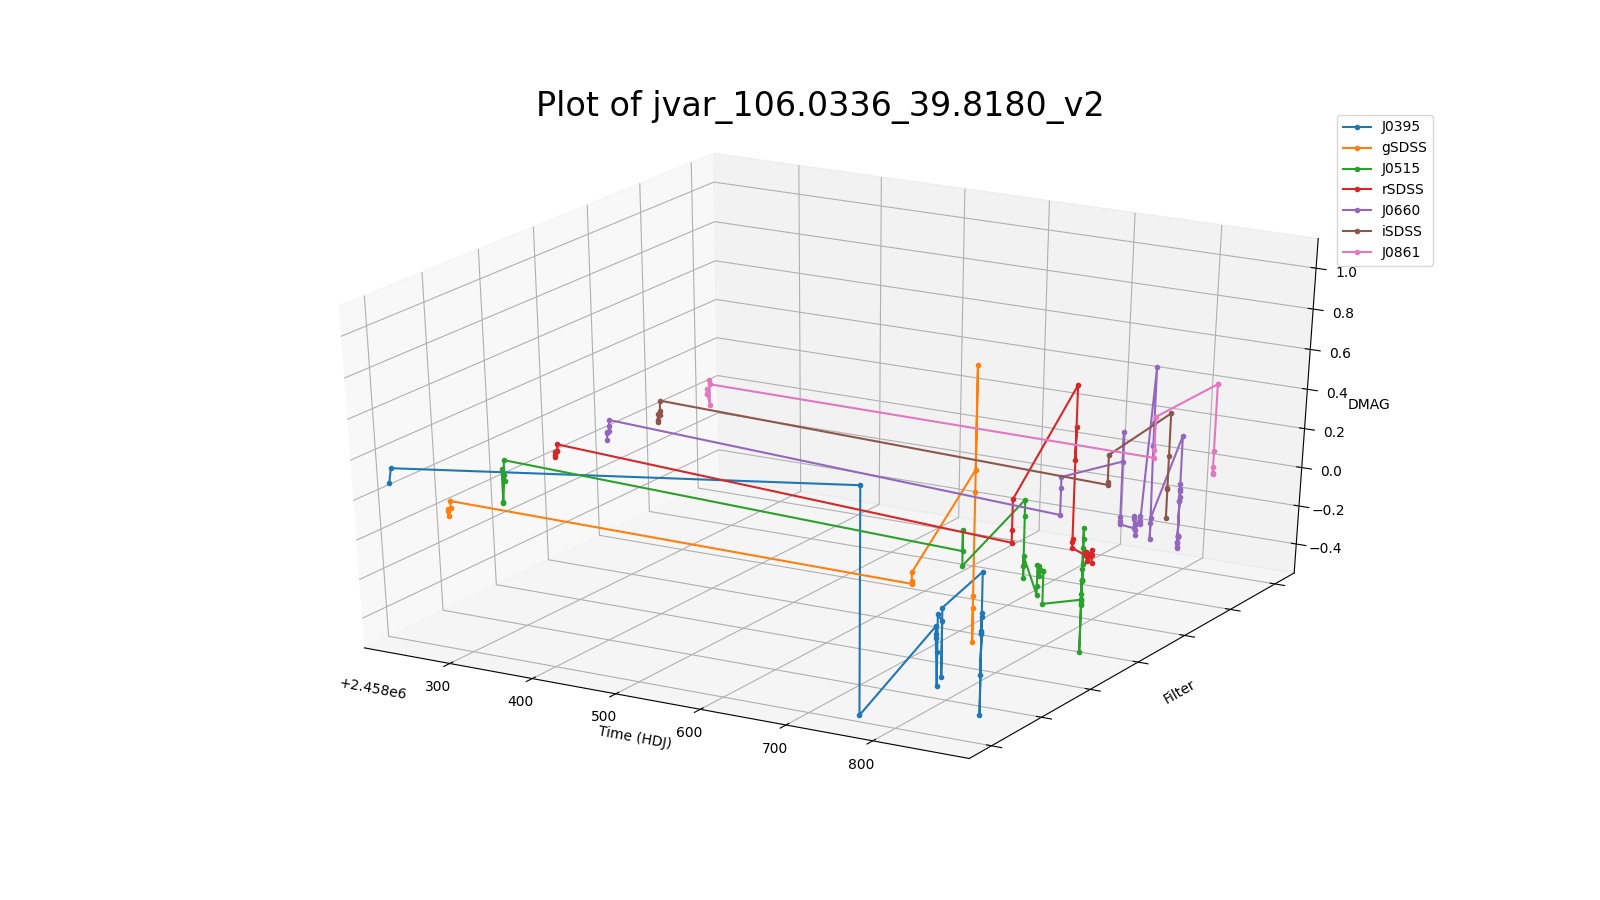 Plot of jvar_106.0336_39.8180_v2
J0395
gSDSS
J0515
rSDSS
J0660
iSDSS
J0861
1.0
0.8
0.6
0.4
DMAG
0.2
0.0
−0.2
−0.4
Filter
+2.458e6
300
400
500
600
700
800
Time (HDJ)